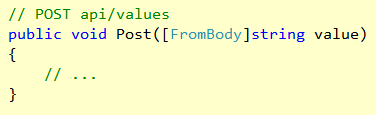 // POST api/values
public void Post([FromBody]string value)
{
    // ...
}